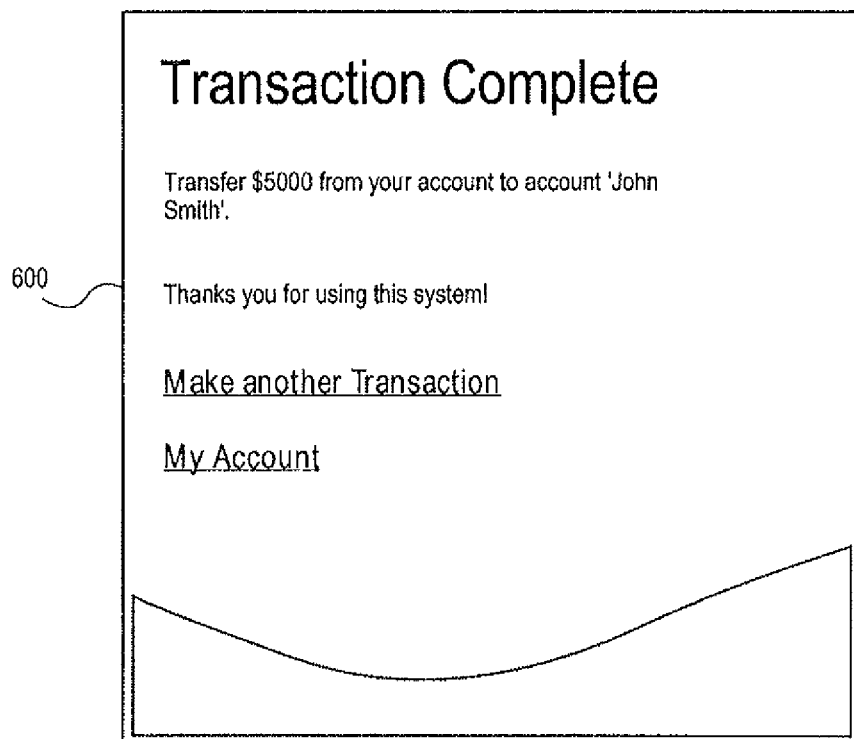 Transaction Complete
Transfer $5000 from your account to account 'John
Smith'.
600
Thanks you for using this system!
Make another Transaction
My Account